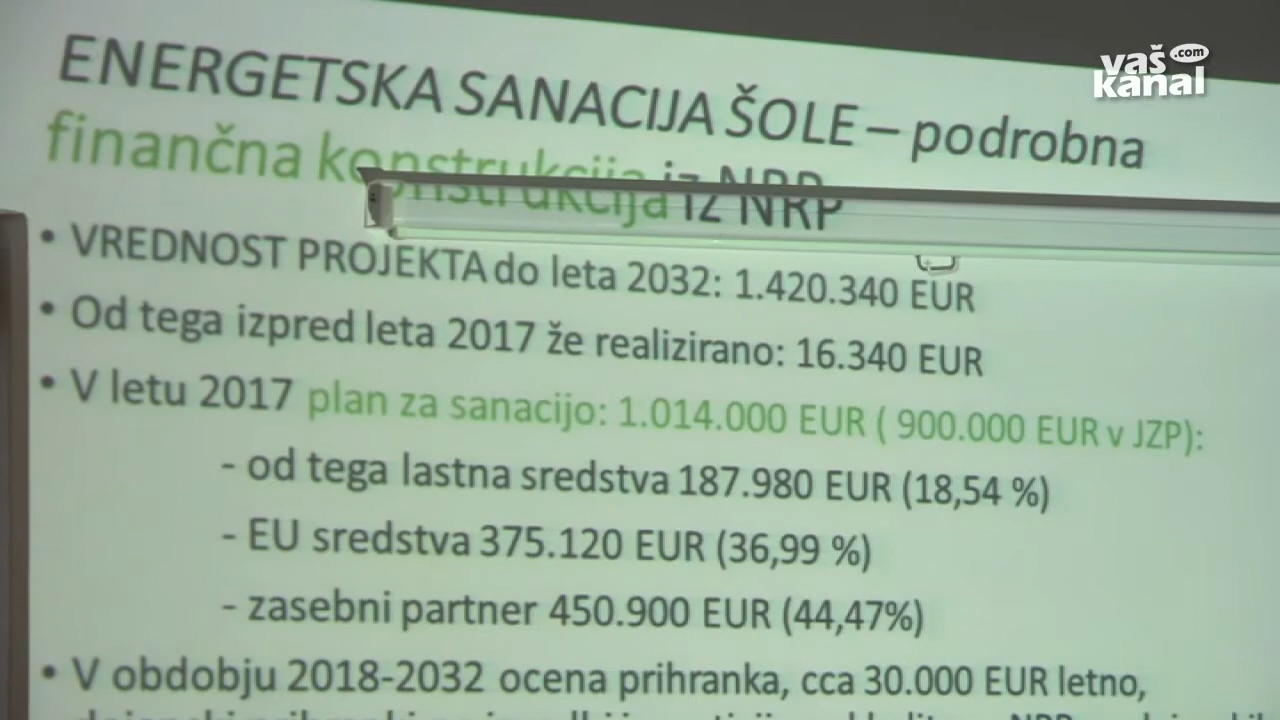 vaš .com
kanal
ENERGETSKA SANACIJA ŠOLE – podrobna
finančna konstrukcija iz NRP
• VREDNOST PROJEKTA do leta 2032: 1.420.340 EUR
• Od tega izpred leta 2017 že realizirano: 16.340 EUR
• V letu 2017 plan za sanacijo: 1.014.000 EUR ( 900.000 EUR v JZP):
- od tega lastna sredstva 187.980 EUR (18,54 %)
- EU sredstva 375.120 EUR (36,99 %)
- zasebni partner 450.900 EUR (44,47%)
• V obdobju 2018-2032 ocena prihranka, cca 30.000 EUR letno,